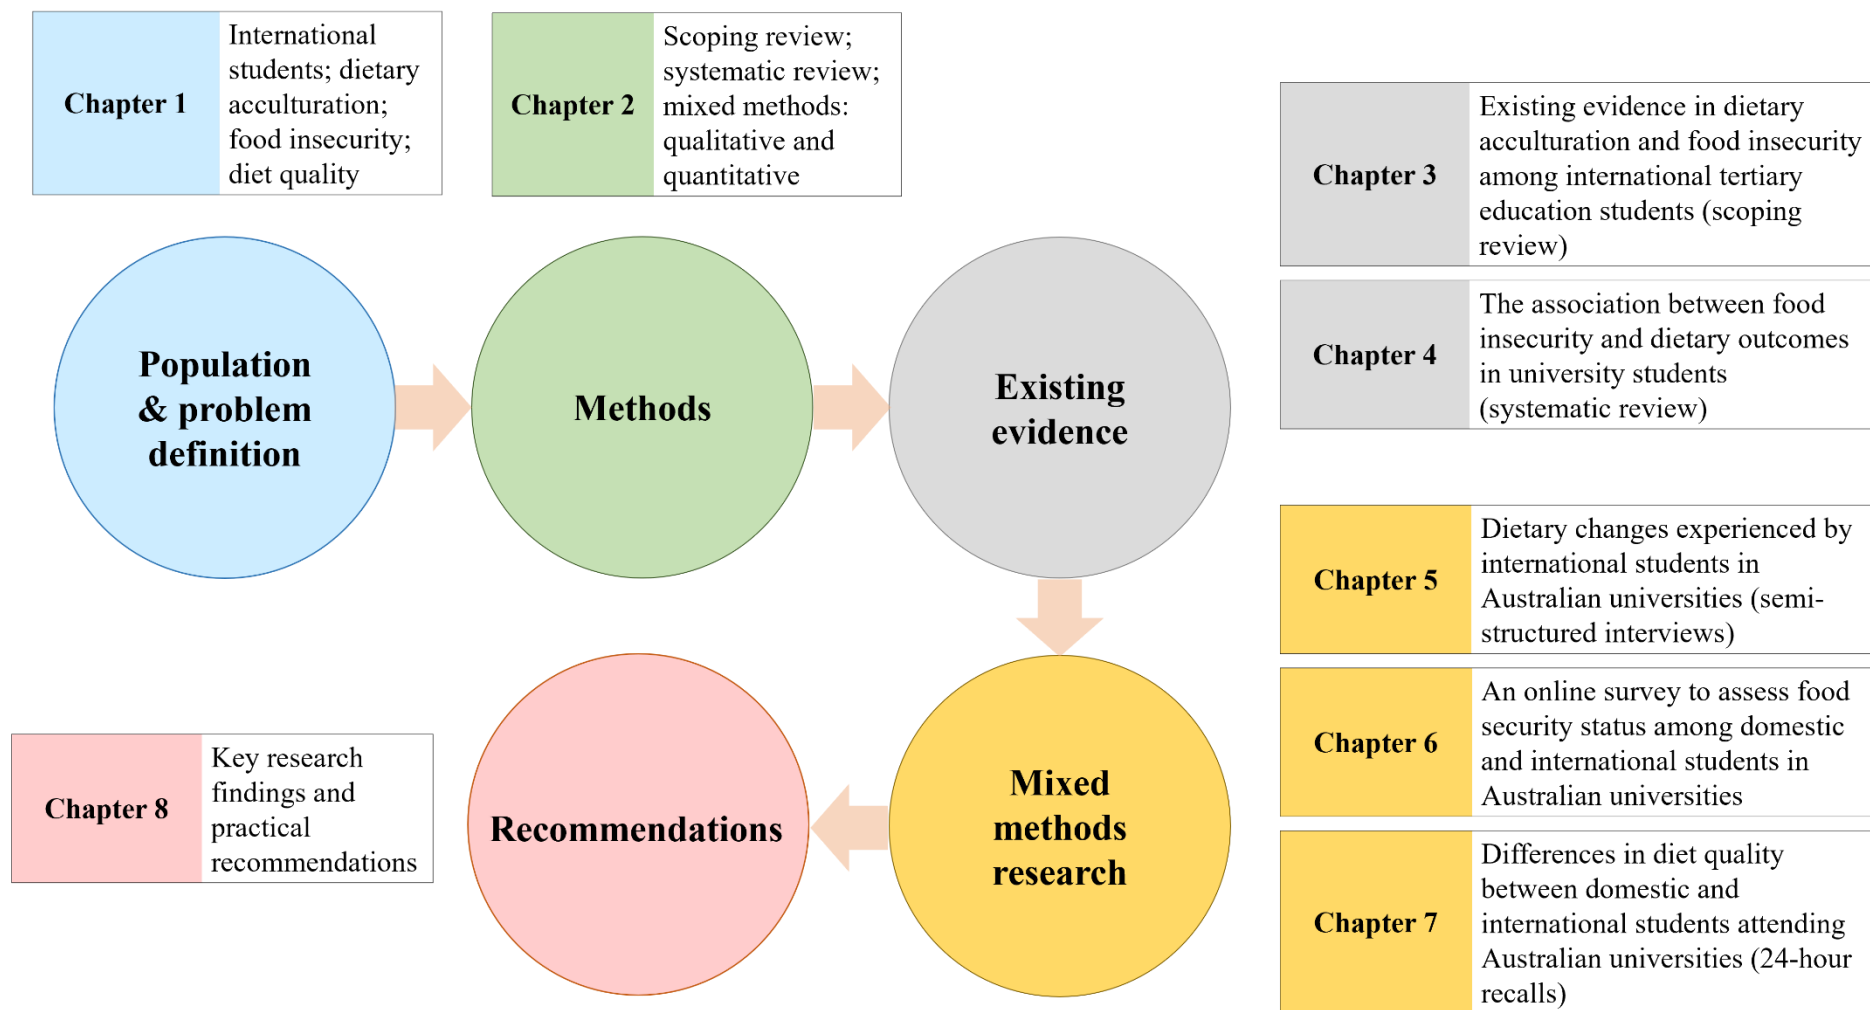 Chapter 1
International
students; dietary
acculturation;
food insecurity;
diet quality
Chapter 2
Scoping review;
systematic review;
mixed methods:
qualitative and
quantitative
Chapter 3
Existing evidence in dietary
acculturation and food insecurity
among international tertiary
education students (scoping
review)
Chapter 4
The association between food
insecurity and dietary outcomes
in university students
(systematic review)
Population
& problem
definition
Methods
Existing
evidence
Chapter 5
Dietary changes experienced by
international students in
Australian universities (semi-
structured interviews)
Chapter 6
An online survey to assess food
security status among domestic
and international students in
Australian universities
Chapter 7
Differences in diet quality
between domestic and
international students attending
Australian universities (24-hour
recalls)
Mixed
methods
research
Recommendations
Chapter 8
Key research
findings and
practical
recommendations